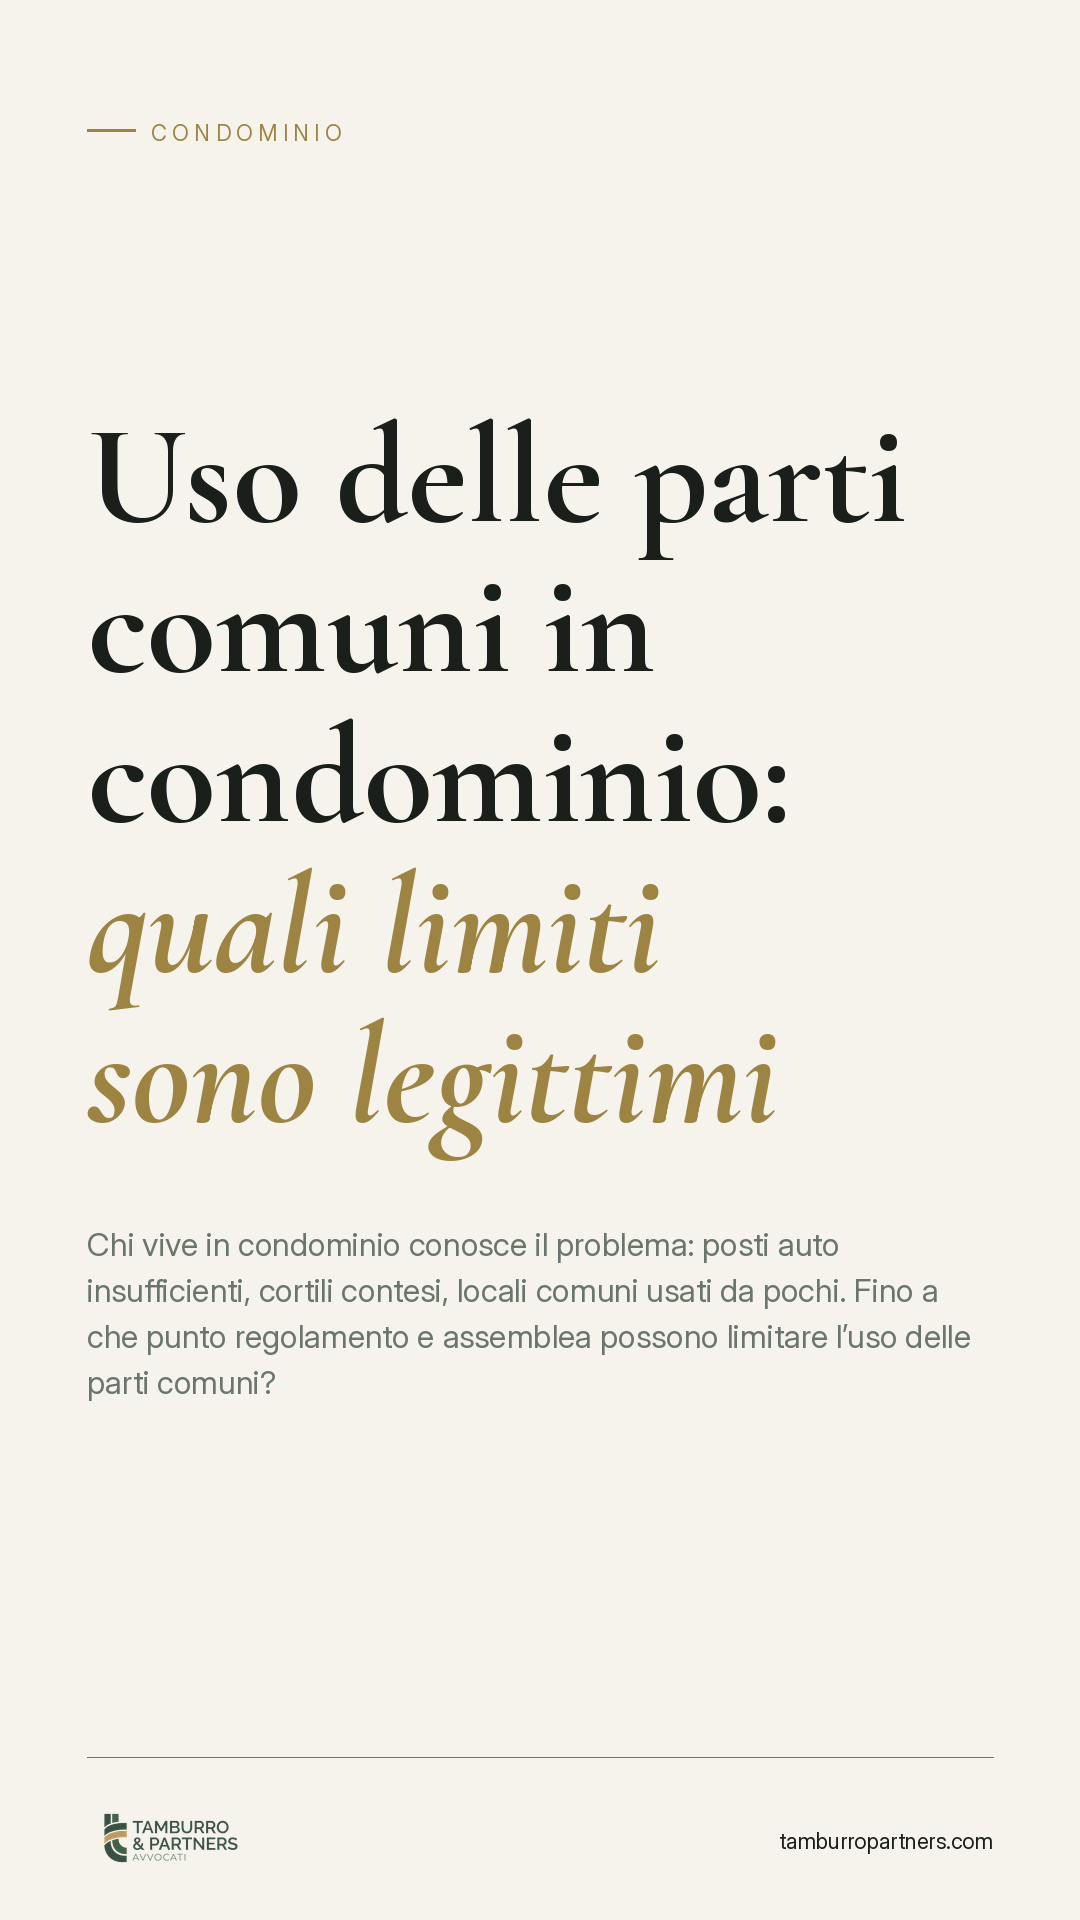 CONDOMINIO
Uso delle parti
comuni in
condominio:
quali limiti
sono legittimi
Chi vive in condominio conosce il problema: posti auto
insufficienti, cortili contesi, locali comuni usati da pochi. Fino a
che punto regolamento e assemblea possono limitare l’uso delle
parti comuni?
TAMBURRO
& PARTNERS
AVVOCATI
tamburropartners.com